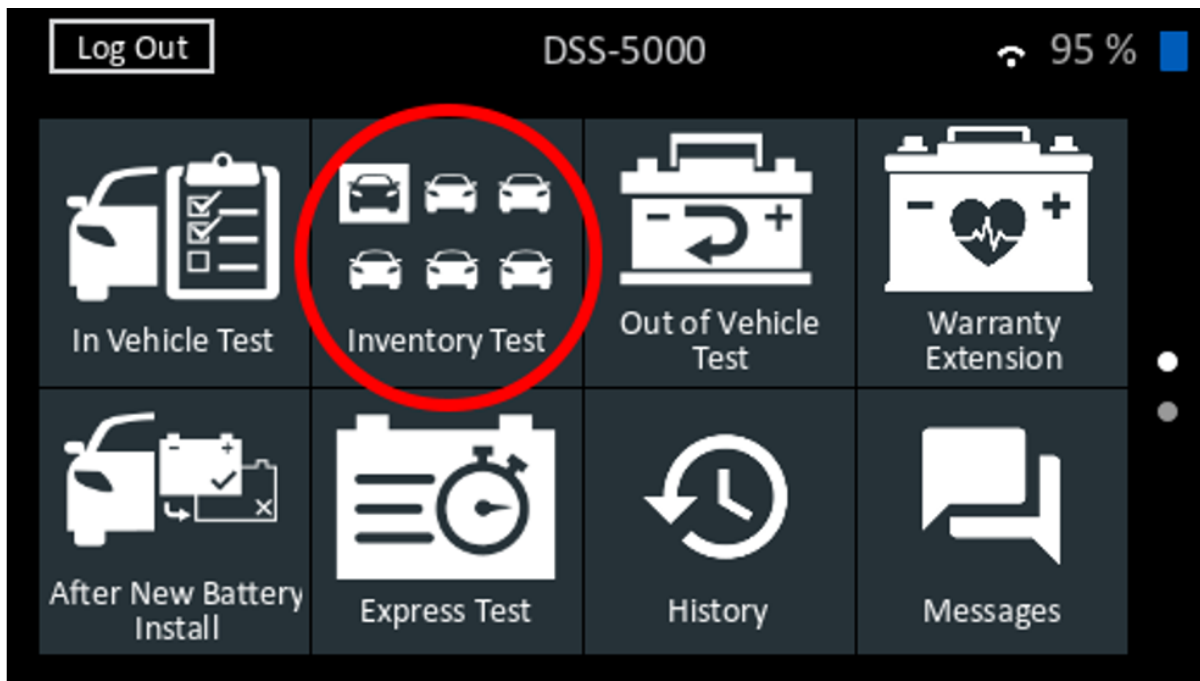 Log Out
DSS-5000
95 %
In Vehicle Test
Inventory Test
Out of Vehicle
Test
Warranty
Extension
After New Battery
Install
Express Test
History
Messages